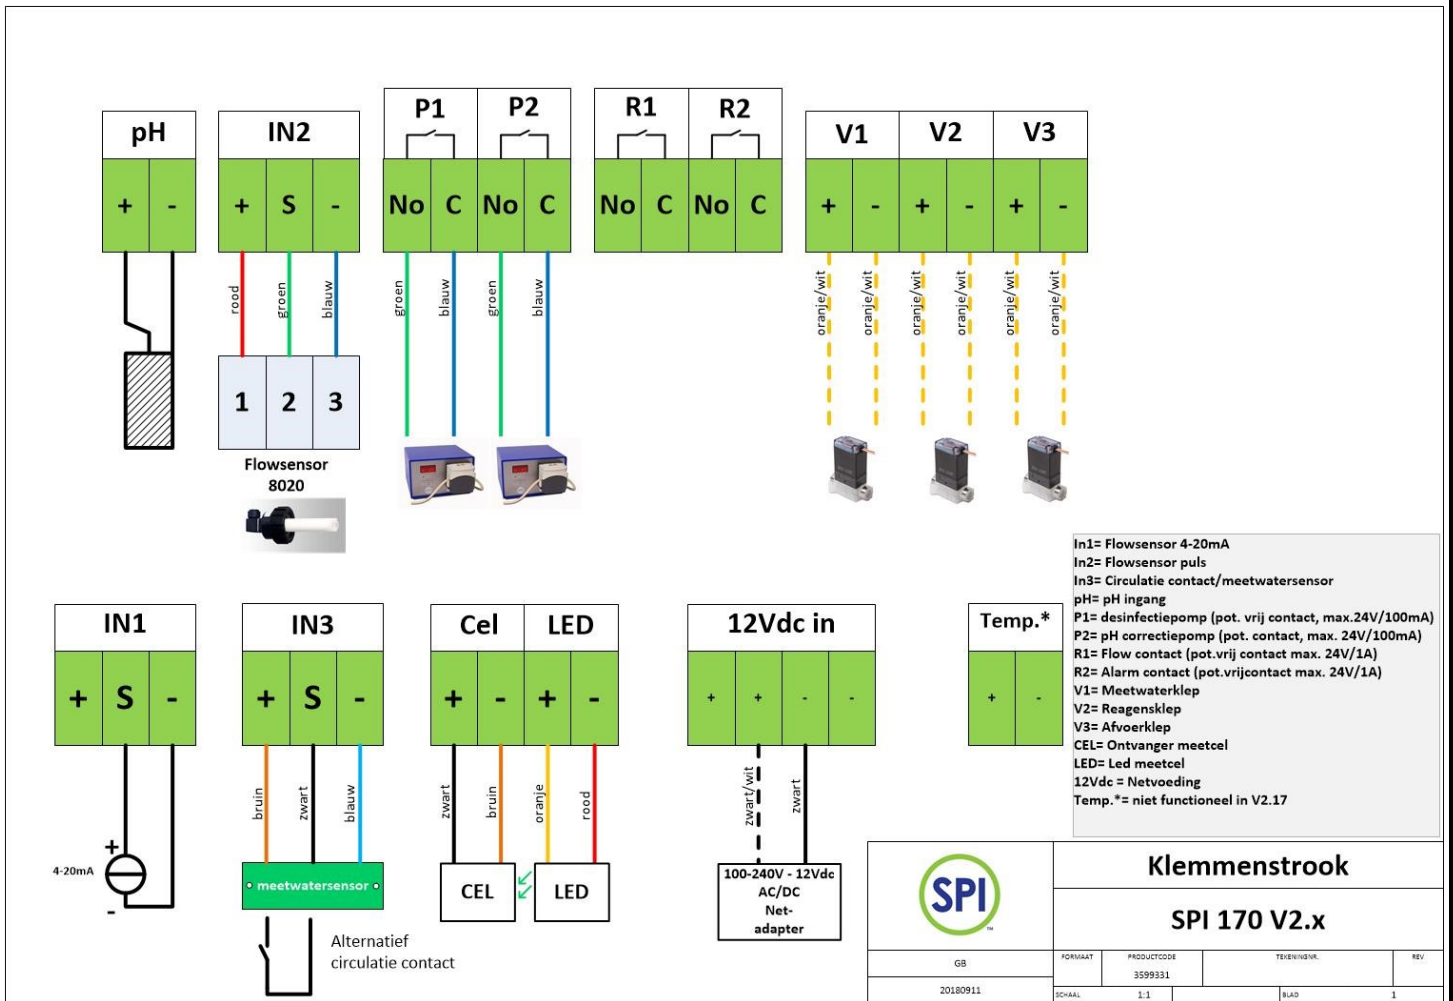 pH
+ -
IN2
+ S -
rood
groen
blauw
1 2 3
Flowsensor
8020
P1 P2
No C No C
groen
blauw
groen
blauw
R1 R2
No C No C
V1 V2 V3
+ - + - + -
oranje/wit
oranje/wit
oranje/wit
oranje/wit
oranje/wit
oranje/wit
IN1
+ S -
4-20mA
+
-
IN3
+ S -
bruin
zwart
blauw
meetwatersensor
Alternatief
circulatie contact
Cel LED
+ - + -
zwart
bruin
oranje
rood
CEL
LED
12Vdc in
+ + - -
zwart/wit
zwart
100-240V - 12Vdc
AC/DC
Net-
adapter
Temp.*
+ -
In1= Flowsensor 4-20mA
In2= Flowsensor puls
In3= Circulatie contact/meetwatersensor
pH= pH ingang
P1= desinfectiepomp (pot. vrij contact, max.24V/100mA)
P2= pH correctiepomp (pot. contact, max. 24V/100mA)
R1= Flow contact (pot.vrij contact max. 24V/1A)
R2= Alarm contact (pot.vrijcontact max. 24V/1A)
V1= Meetwaterklep
V2= Reagensklep
V3= Afvoerklep
CEL= Ontvanger meetcel
LED= Led meetcel
12Vdc = Netvoeding
Temp.*= niet functioneel in V2.17
SPI
TM
Klemmenstrook
SPI 170 V2.x
GB
20180911
FORMAAT
PRODUCTCODE
3599331
TEKENINGNR.
REV
SCHAAL
1:1
BLAD
1